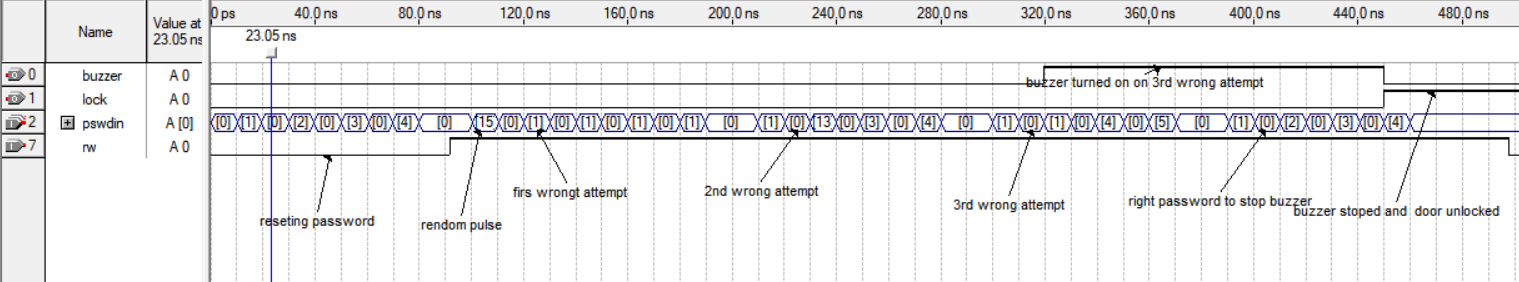 0 ps 40.0 ns 80.0 ns 120.0 ns 160.0 ns 200.0 ns 240.0 ns 280.0 ns 320.0 ns 360.0 ns 400.0 ns 440.0 ns 480.0 ns
Name
Value at
23.05 ns
23.05 ns
0 buzzer A 0
buzzer turned on on 3rd wrong attempt
1 lock A 0
2 pswdin A [0] [0] [1] [0] [2] [0] [3] [0] [4] [0] [15 [0] [1] [0] [1] [0] [1] [0] [1] [0] [1] [0] [13 [0] [3] [0] [4] [0] [1] [0] [1] [0] [4] [0] [5] [0] [1] [0] [2] [0] [3] [0] [4]
7 rw A 0
firs wrongt attempt
2nd wrong attempt
3rd wrong attempt
right password to stop buzzer
buzzer stoped and door unlocked
reseting password
rendom pulse